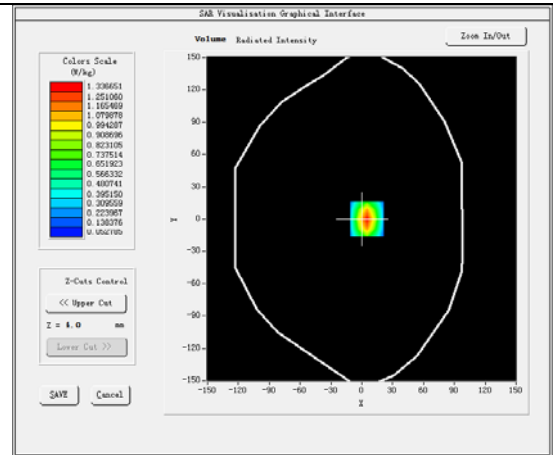 SAR Visualisation Graphical Interface
Volume Radiated Intensity
Zoom In/Out
Colors Scale
(W/kg)
1.336651
1.251060
1.165469
1.079878
0.994287
0.908696
0.823105
0.737514
0.651923
0.566332
0.480741
0.395150
0.309559
0.223967
0.138376
0.052785
150
120
90
60
30
0
-30
-60
-90
-120
-150
Y
-150 -120 -90 -60 -30 0 30 60 90 120 150
X
Z-Cuts Control
<< Upper Cut
Z = 4.0 mm
Lower Cut >>
SAVE Cancel